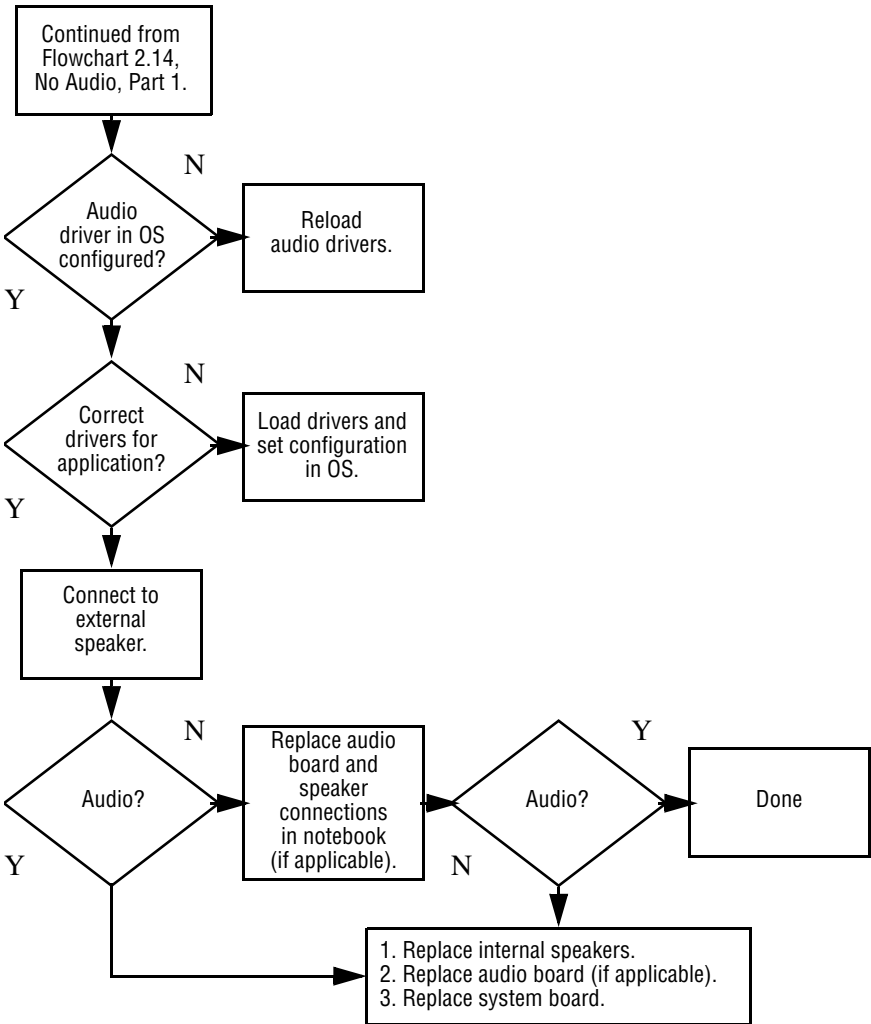 Continued from
Flowchart 2.14,
No Audio, Part 1.
N
Audio
driver in OS
configured?
Reload
audio drivers.
Y
N
Correct
drivers for
application?
Load drivers and
set configuration
in OS.
Y
Connect to
external
speaker.
N
Audio?
Replace audio
board and
speaker
connections
in notebook
(if applicable).
Y
Audio?
Done
Y
N
1. Replace internal speakers.
2. Replace audio board (if applicable).
3. Replace system board.